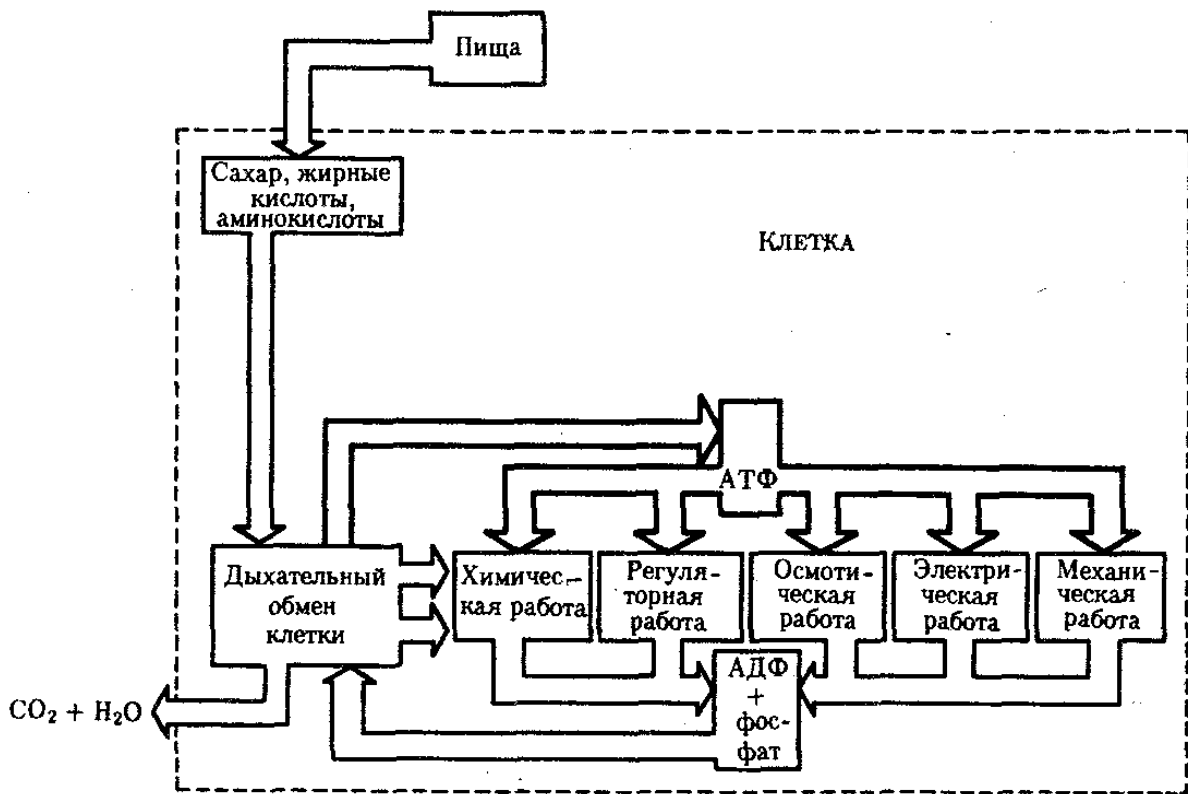 Пища
Сахар, жирные
кислоты,
аминокислоты
КЛЕТКА
АТФ
Дыхательный
обмен
клетки
Химичес-
кая работа
Регуля-
торная
работа
Осмоти-
ческая
работа
Электри-
ческая
работа
Механи-
ческая
работа
АДФ
+
фос-
фат
CO₂ + H₂O